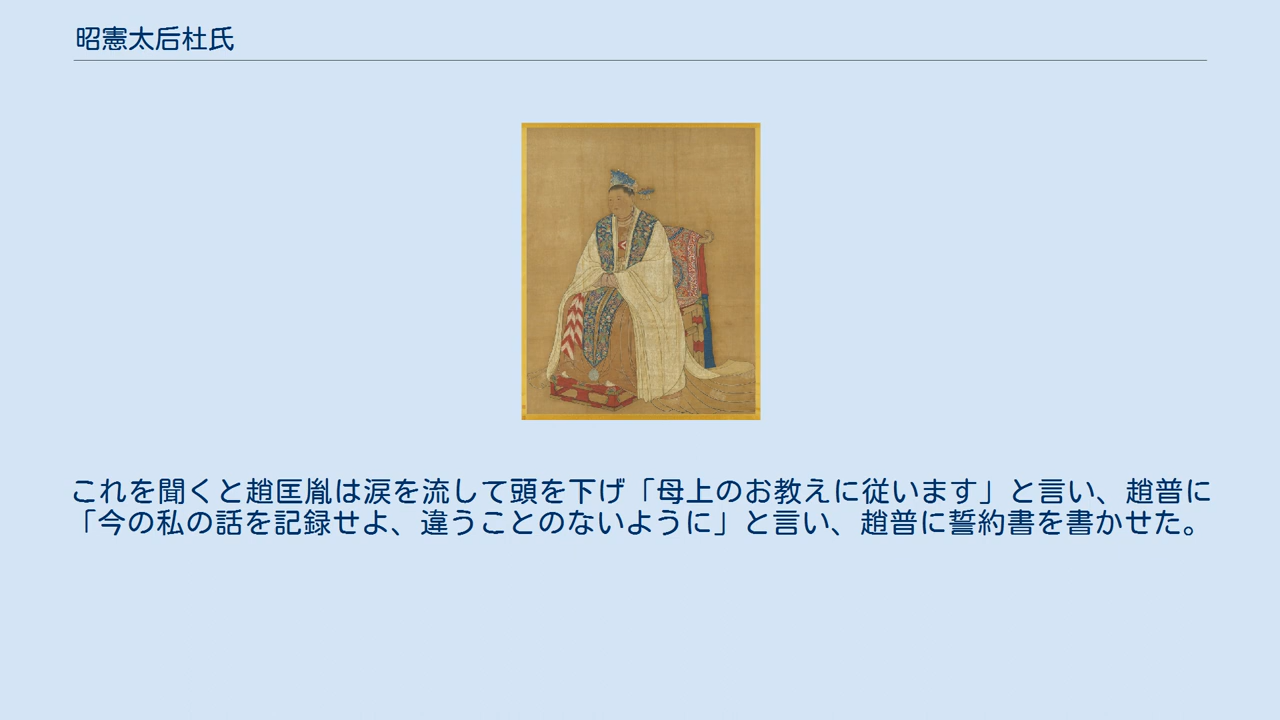 昭憲太后杜氏
これを聞くと趙匡胤は涙を流して頭を下げ「母上のお教えに従います」と言い、趙普に
「今の私の話を記録せよ、違うことのないように」と言い、趙普に誓約書を書かせた。